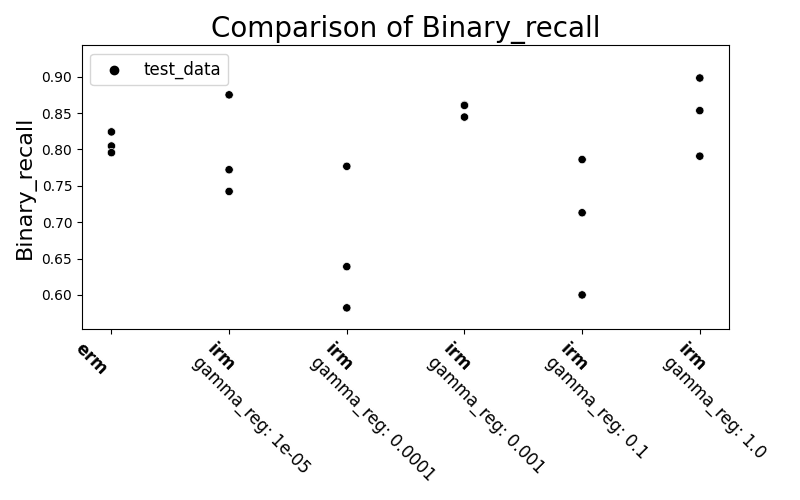 Comparison of Binary_recall
test_data
Binary_recall
0.90
0.85
0.80
0.75
0.70
0.65
0.60
erm
irm
gamma_reg: 1e-05
irm
gamma_reg: 0.0001
irm
gamma_reg: 0.001
irm
gamma_reg: 0.1
irm
gamma_reg: 1.0